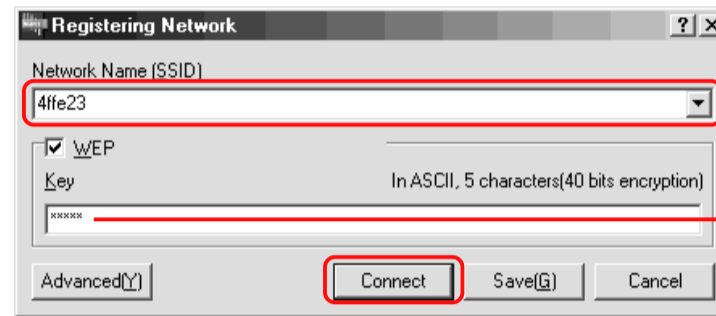 Registering Network
Network Name (SSID)
4ffe23
WEP
Key In ASCII, 5 characters(40 bits encryption)
*****
Advanced(Y) Connect Save(G) Cancel